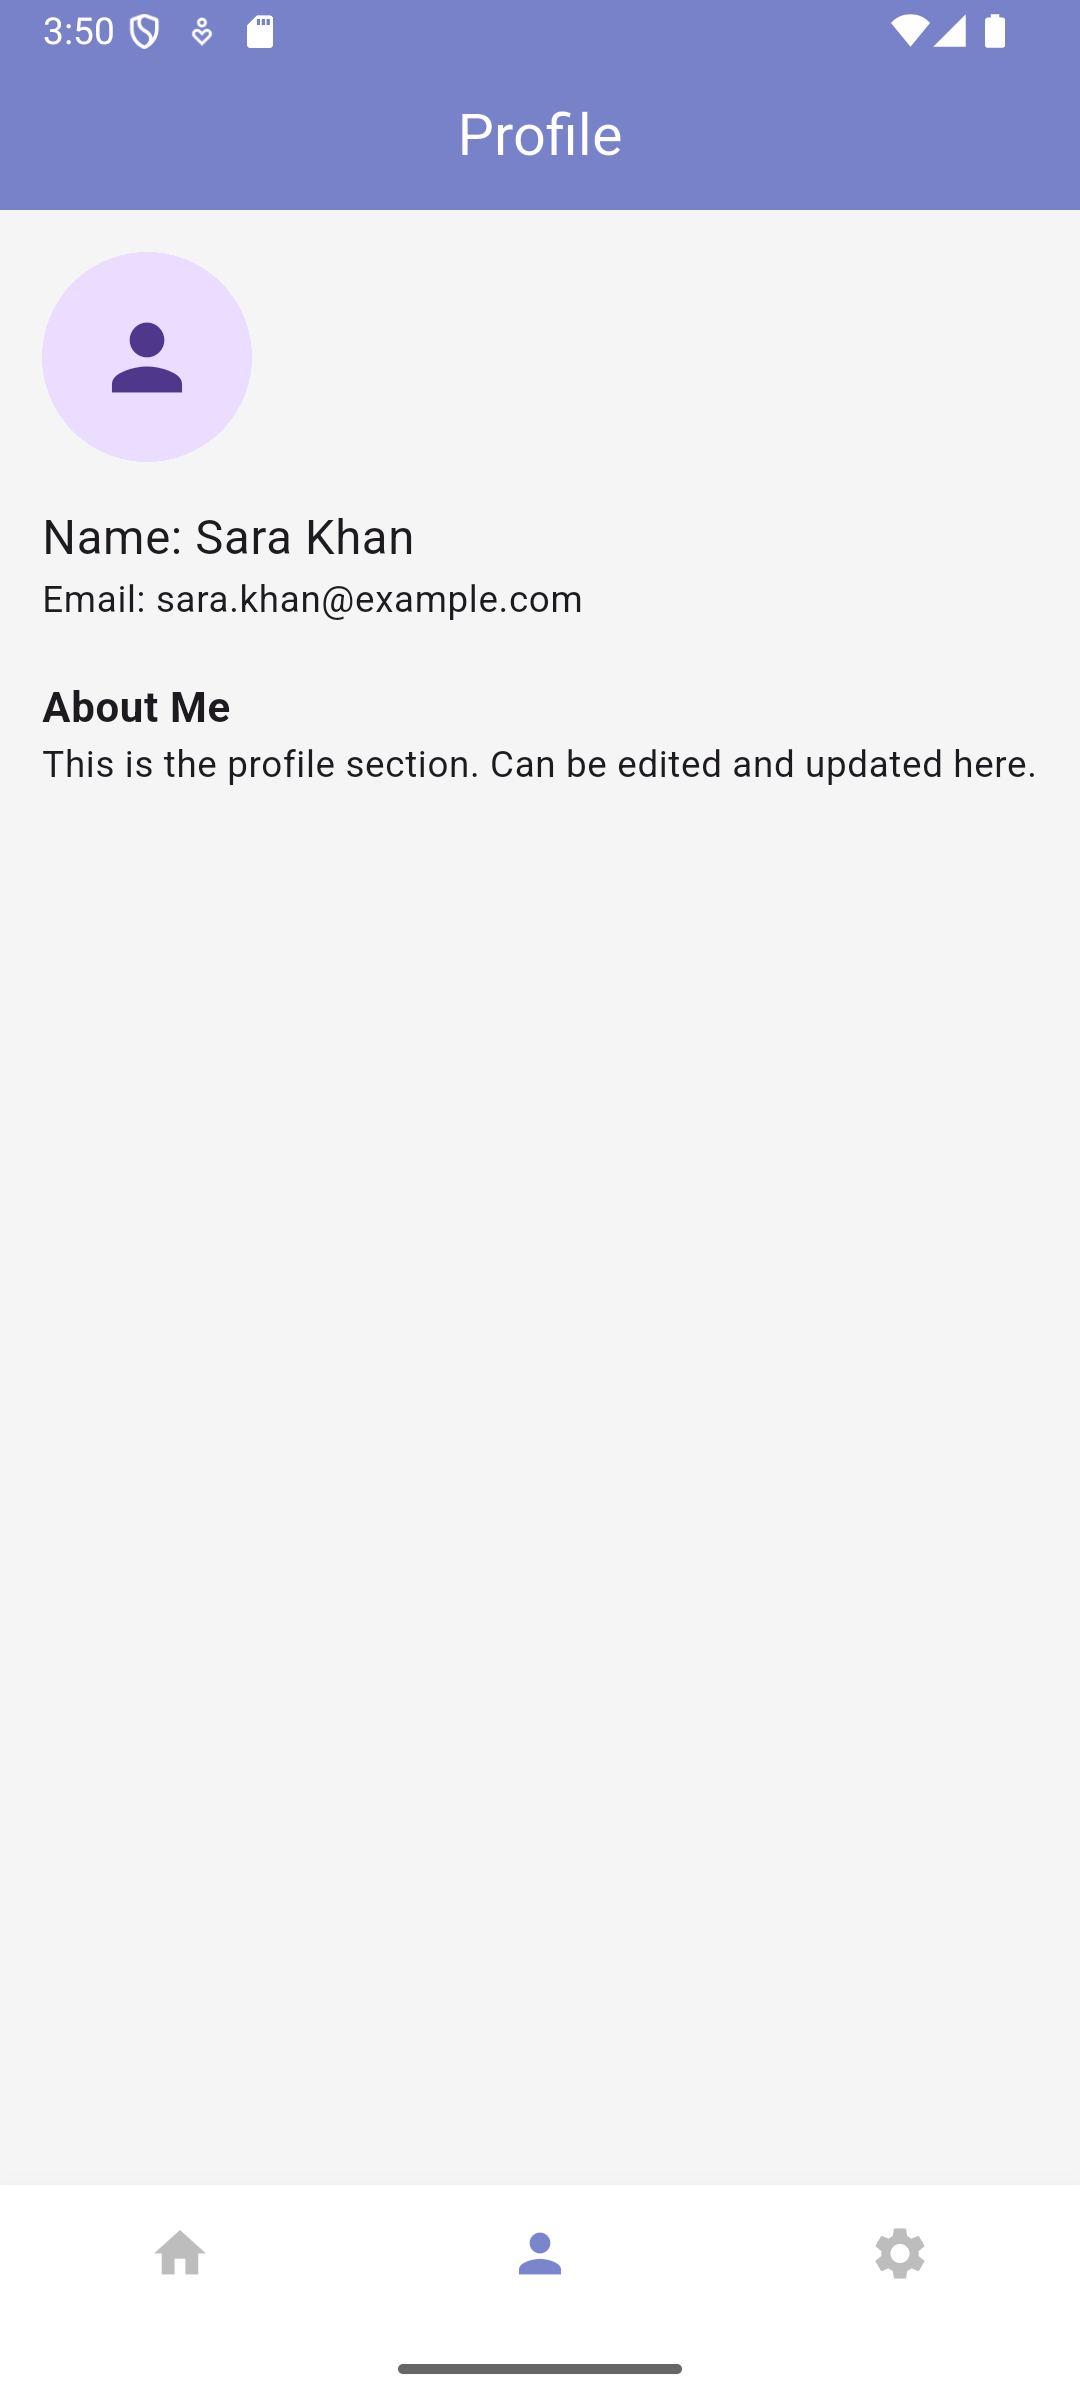 3:50
Profile
Name: Sara Khan
Email: sara.khan@example.com
About Me
This is the profile section. Can be edited and updated here.